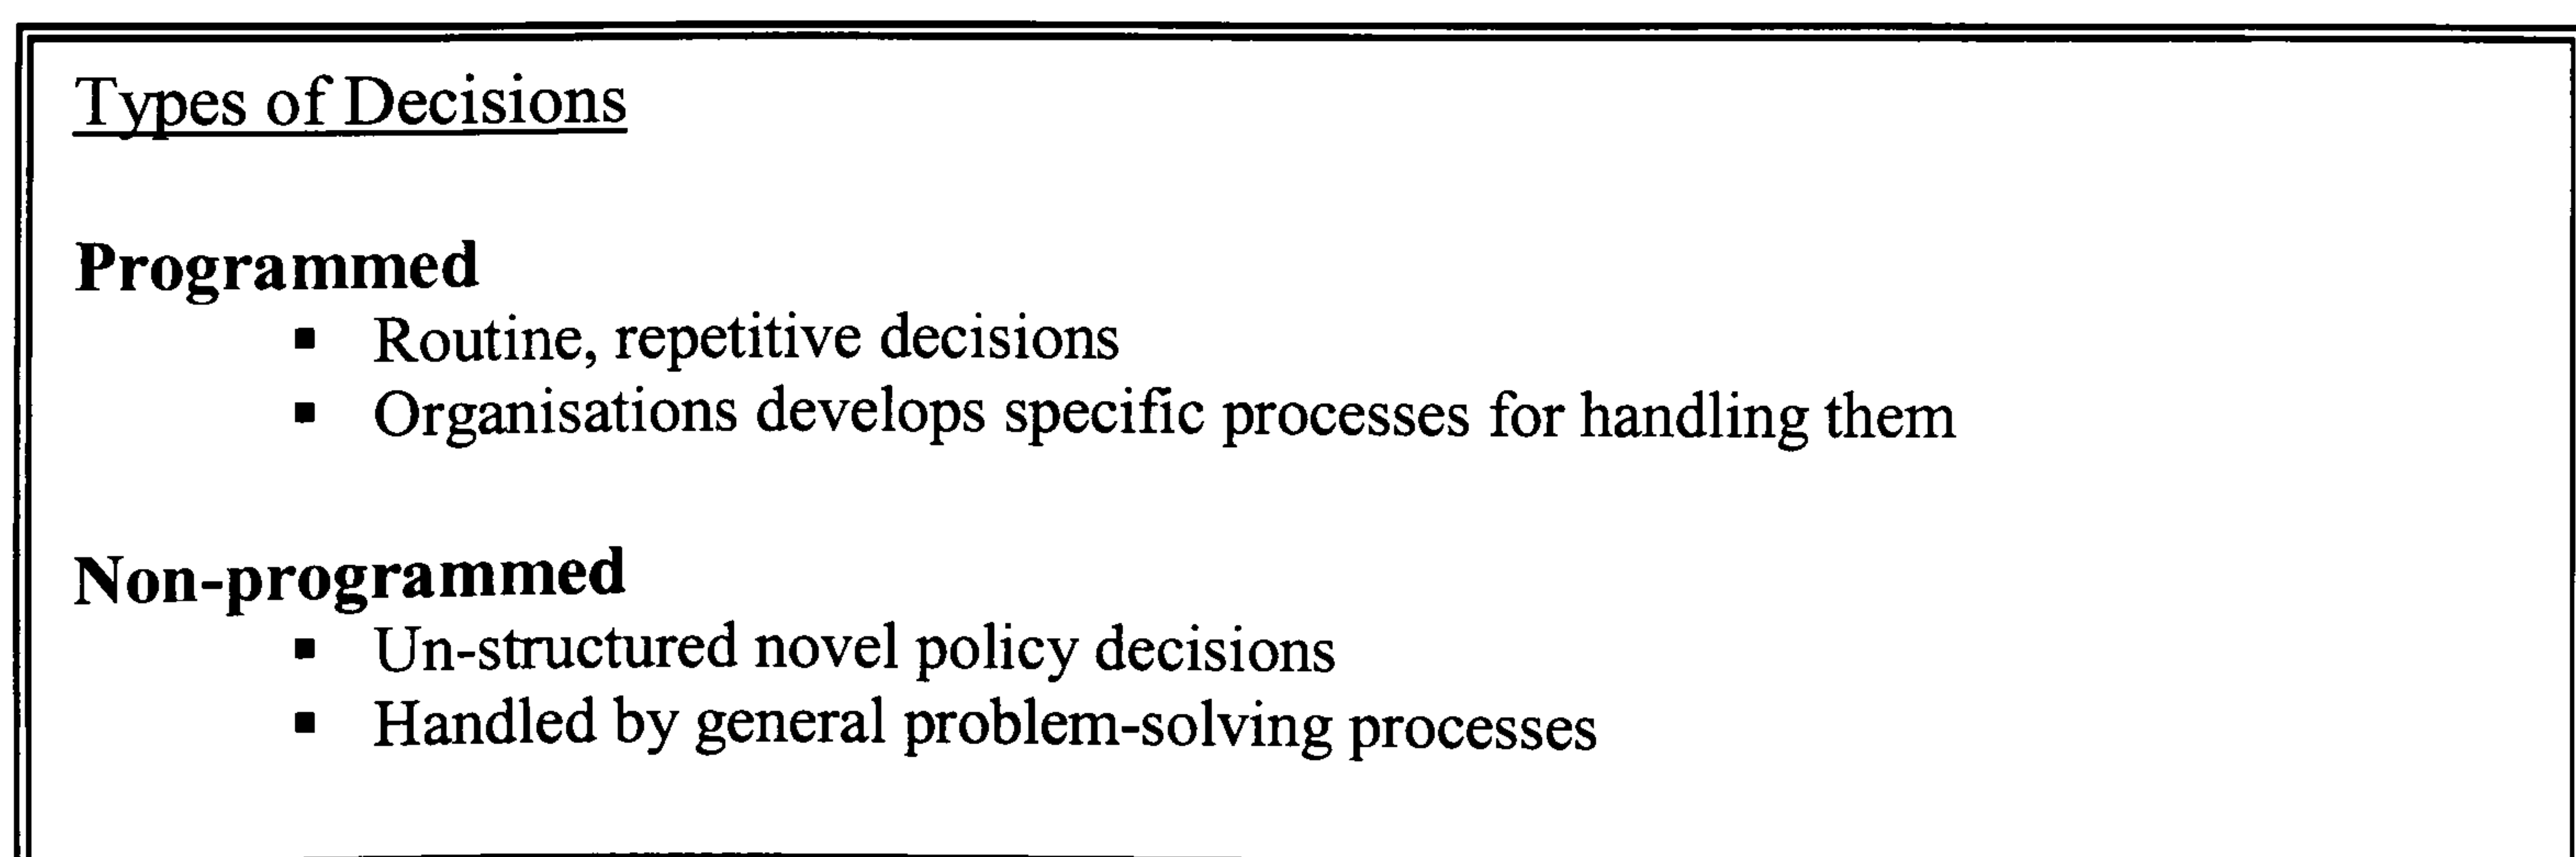 Types of Decisions
Programmed
▪ Routine, repetitive decisions
▪ Organisations develops specific processes for handling them
Non-programmed
▪ Un-structured novel policy decisions
▪ Handled by general problem-solving processes